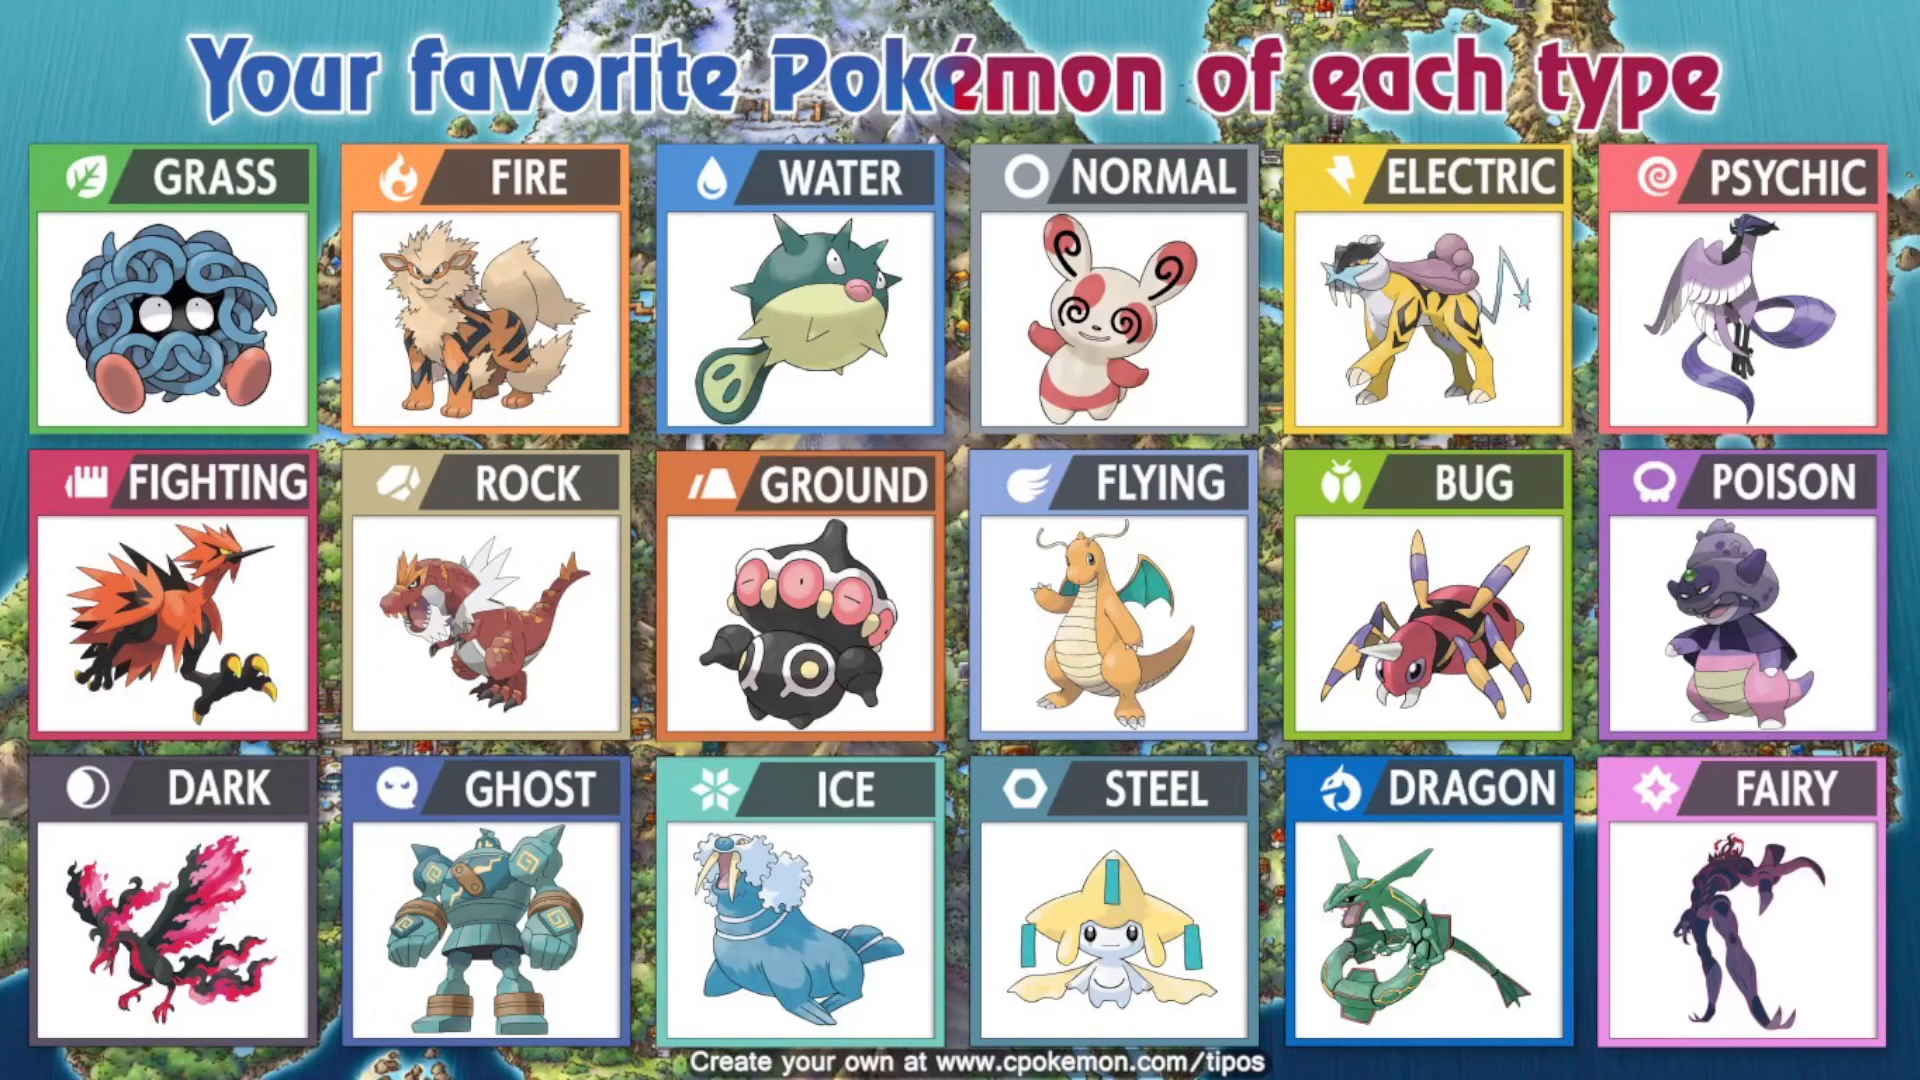 Your favorite Pokémon of each type
GRASS
FIRE
WATER
NORMAL
ELECTRIC
PSYCHIC
FIGHTING
ROCK
GROUND
FLYING
BUG
POISON
DARK
GHOST
ICE
STEEL
DRAGON
FAIRY
Create your own at www.cpokemon.com/tipos